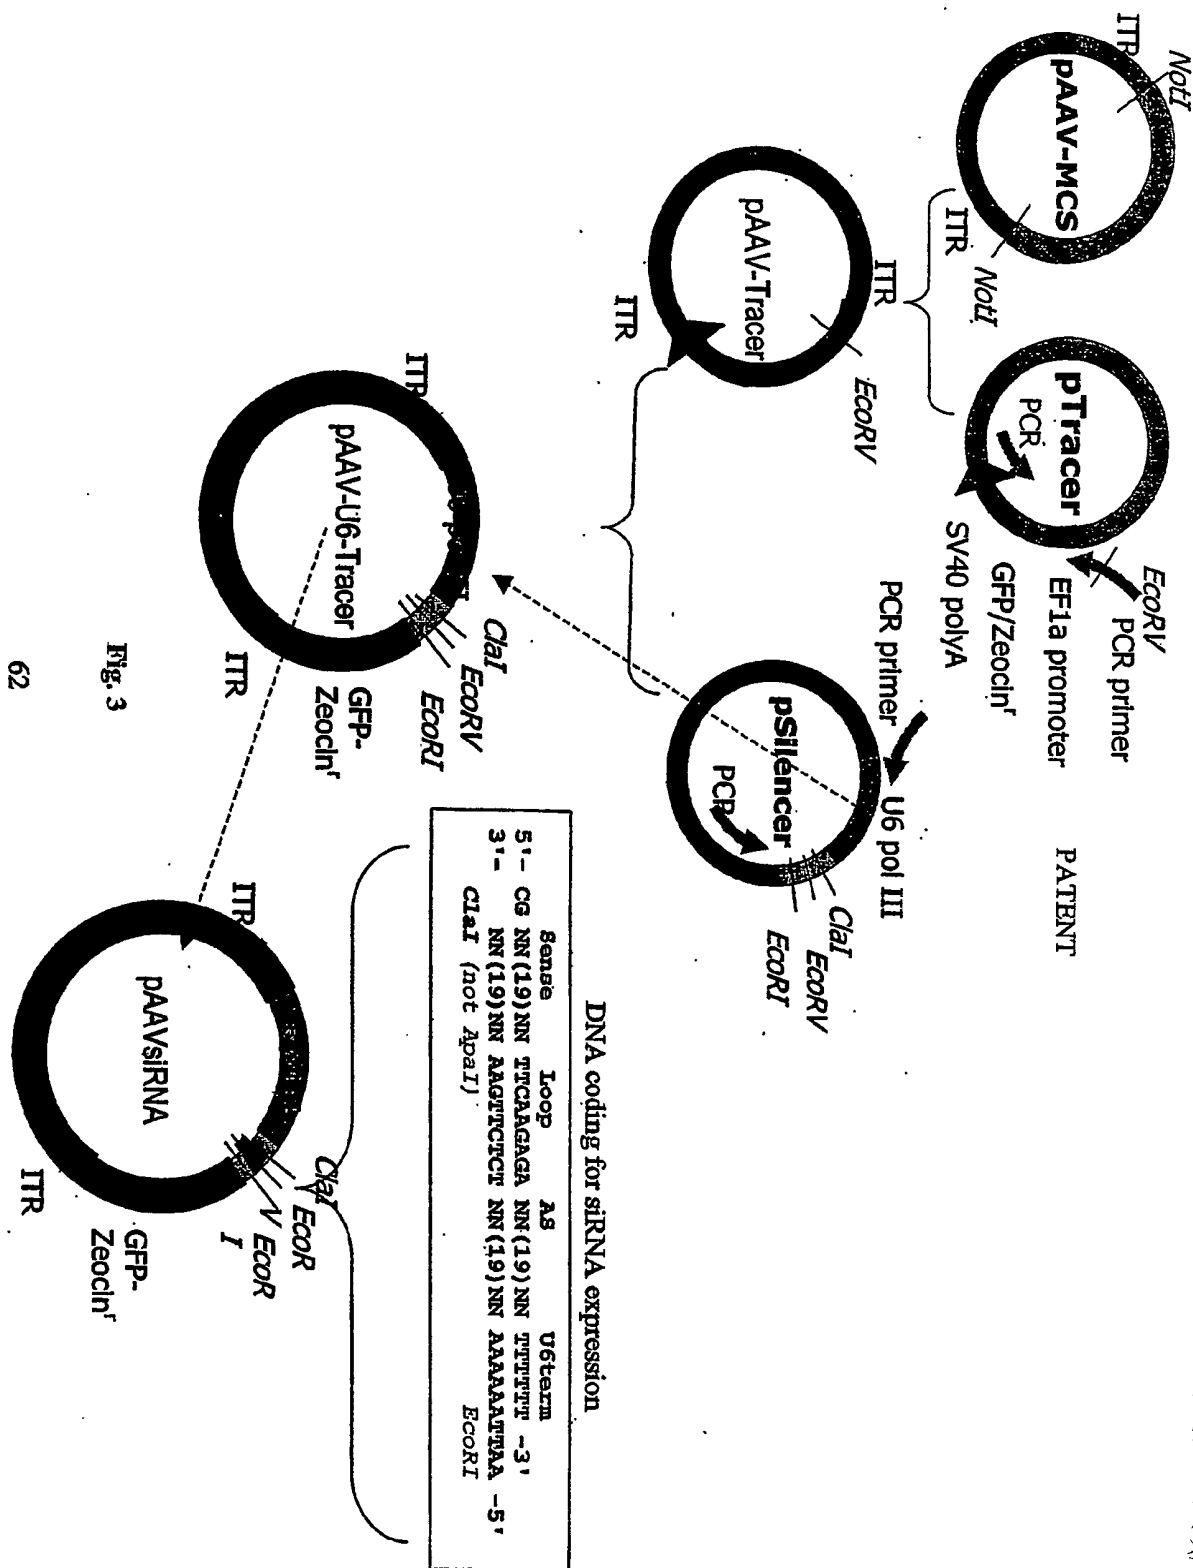 PATENT
NotI
ITR
pAAV-MCS
ITR
NotI
pTracer
PCR
EcoRV
PCR primer
EF1a promoter
GFP/Zeocinʳ
SV40 polyA
ITR
pAAV-Tracer
EcoRV
ITR
PCR primer
U6 pol III
pSilencer
PCR
ClaI
EcoRV
EcoRI
ITR
pAAV-U6-Tracer
ClaI
EcoRV
EcoRI
GFP-
Zeocinʳ
ITR
DNA coding for siRNA expression
Sense Loop AS U6term
5'- CG NN(19)NN TTCAAGAGA NN(19)NN TTTTTT -3'
3'- NN(19)NN AAGTTCTCT NN(19)NN AAAAAATTAA -5'
ClaI (not ApaI) EcoRI
ITR
pAAVsiRNA
ClaI
EcoR
V EcoR
I
GFP-
Zeocinʳ
ITR
Fig. 3
62